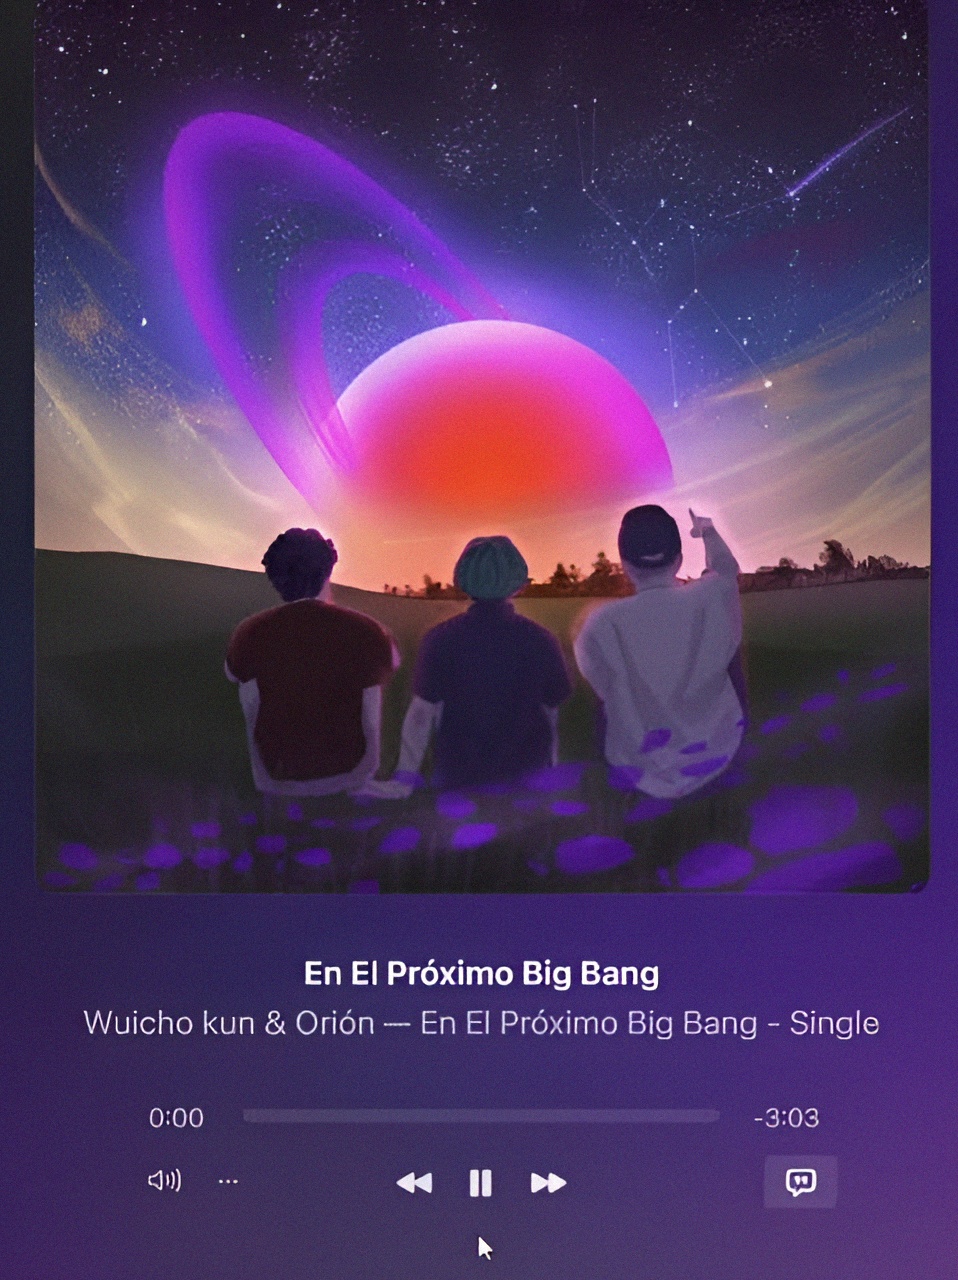 En El Próximo Big Bang
Wuicho kun & Orión — En El Próximo Big Bang - Single
0:00
-3:03